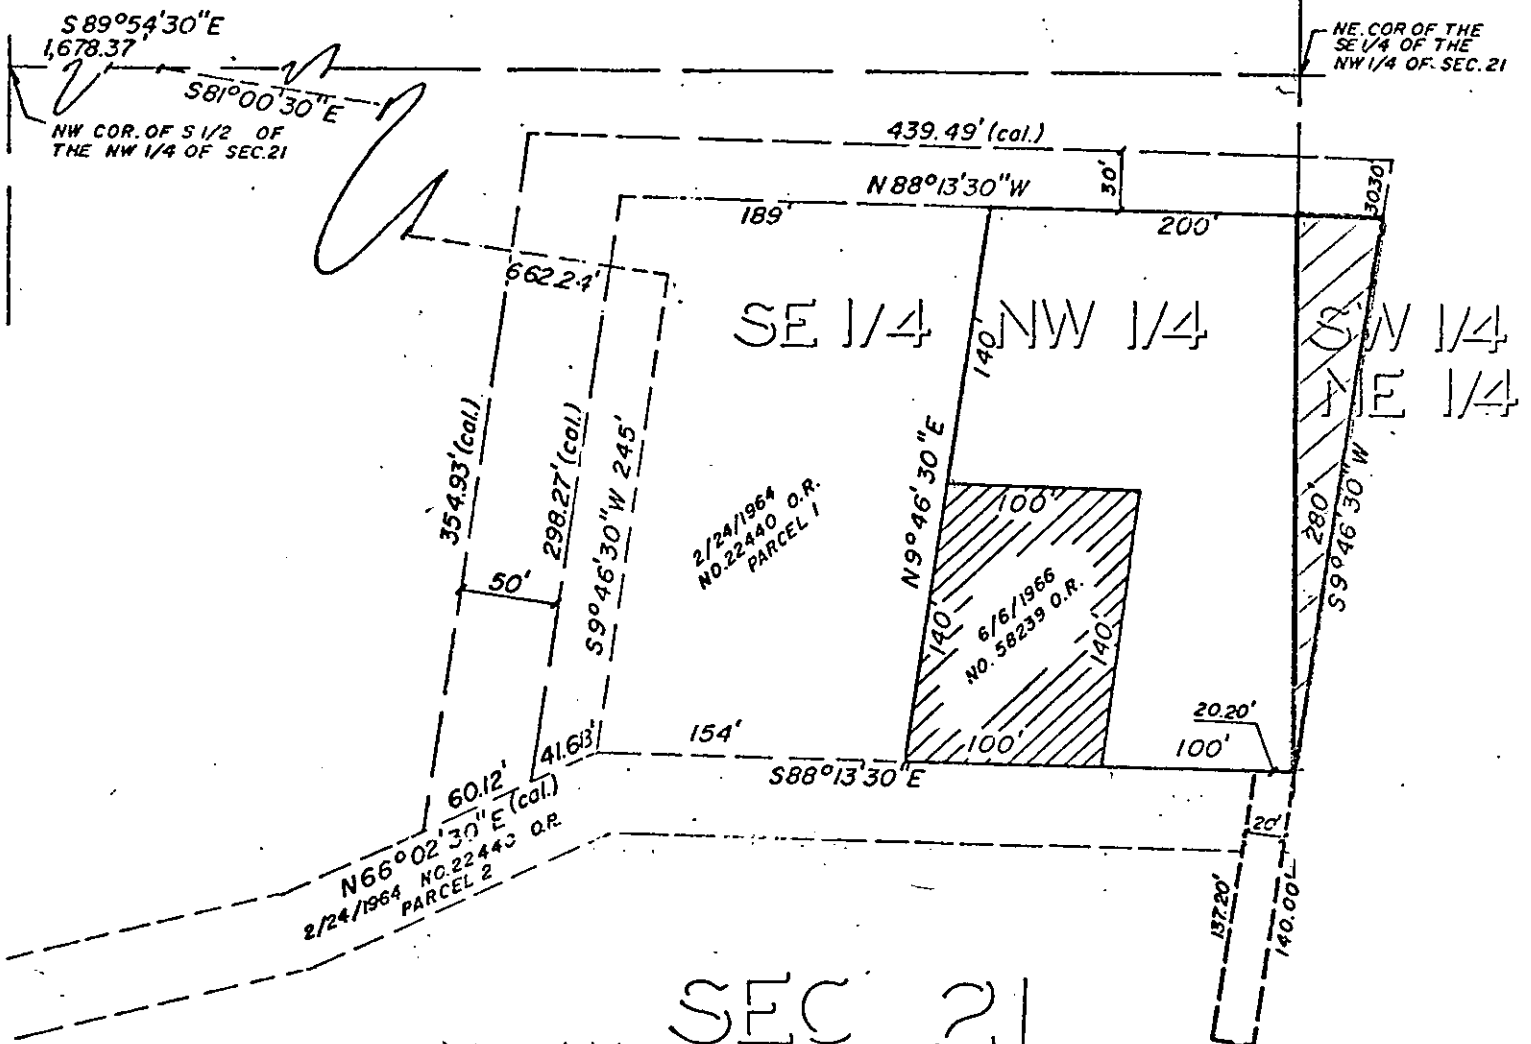 S 89°54'30"E
1,678.37'
S81°00'30"E
NW COR. OF S 1/2 OF
THE NW 1/4 OF SEC.21
NE. COR OF THE
SE 1/4 OF THE
NW 1/4 OF. SEC. 21
439.49' (cal.)
30'
3030'
N 88°13'30"W
189'
200'
662.24'
SE 1/4 NW 1/4
SW 1/4
NE 1/4
140'
354.93' (cal.)
298.27' (cal.)
S9°46'30"W 245'
N9°46'30"E
280'
S9°46'30"W
2/24/1964
NO.22440 O.R.
PARCEL 1
100'
50'
6/6/1966
NO. 58239 O.R.
140'
140'
20.20'
154'
41.63'
100'
100'
S88°13'30"E
60.12'
N66°02'30"E (cal.)
2/24/1964 NO.22440 O.R.
PARCEL 2
20'
137.20'
140.00'
SEC 21